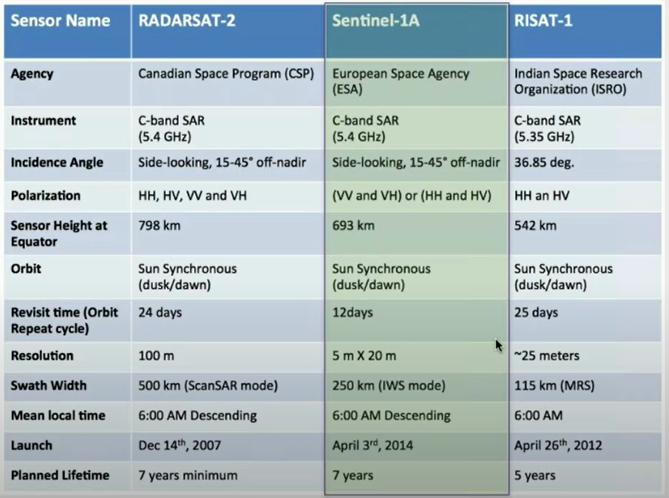 Sensor Name RADARSAT-2 Sentinel-1A RISAT-1
Agency Canadian Space Program (CSP) European Space Agency (ESA) Indian Space Research Organization (ISRO)
Instrument C-band SAR (5.4 GHz) C-band SAR (5.4 GHz) C-band SAR (5.35 GHz)
Incidence Angle Side-looking, 15-45° off-nadir Side-looking, 15-45° off-nadir 36.85 deg.
Polarization HH, HV, VV and VH (VV and VH) or (HH and HV) HH an HV
Sensor Height at Equator 798 km 693 km 542 km
Orbit Sun Synchronous (dusk/dawn) Sun Synchronous (dusk/dawn) Sun Synchronous (dusk/dawn)
Revisit time (Orbit Repeat cycle) 24 days 12days 25 days
Resolution 100 m 5 m X 20 m ~25 meters
Swath Width 500 km (ScanSAR mode) 250 km (IWS mode) 115 km (MRS)
Mean local time 6:00 AM Descending 6:00 AM Descending 6:00 AM
Launch Dec 14th, 2007 April 3rd, 2014 April 26th, 2012
Planned Lifetime 7 years minimum 7 years 5 years